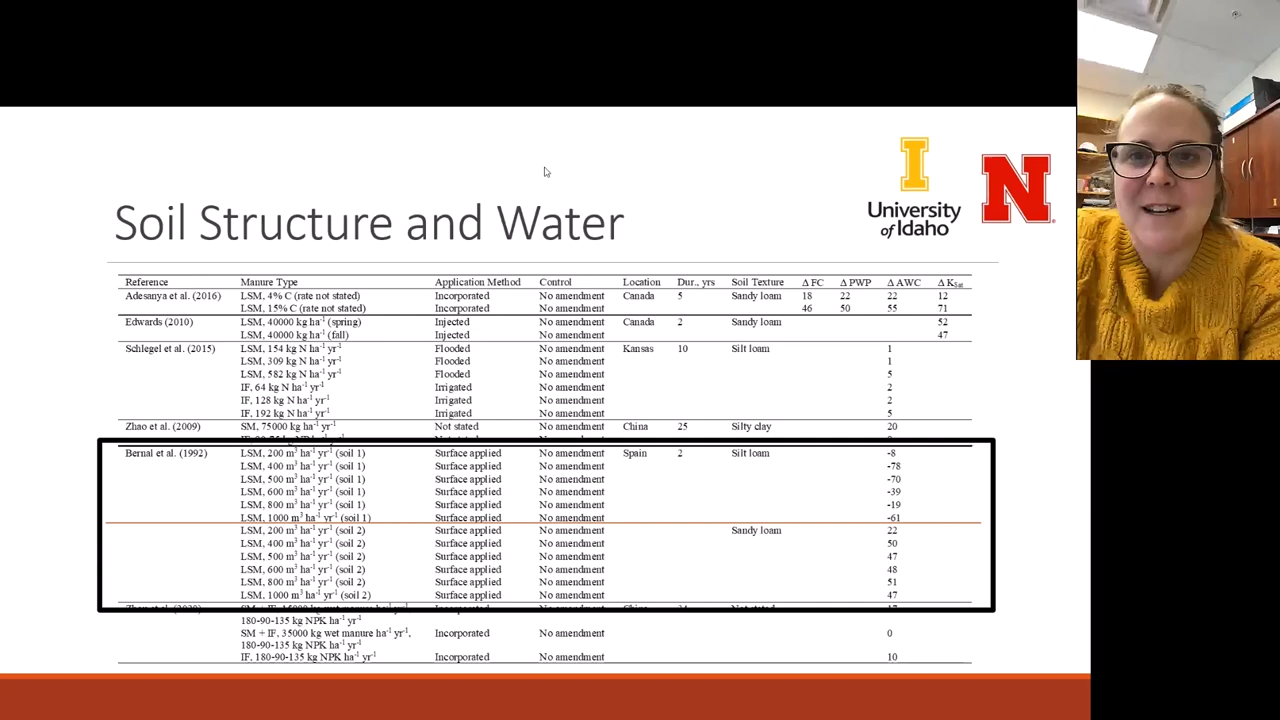 I
University
of Idaho
N
Soil Structure and Water
Reference Manure Type Application Method Control Location Dur., yrs Soil Texture Δ FC Δ PWP Δ AWC Δ KSat
Adesanya et al. (2016) LSM, 4% C (rate not stated) Incorporated No amendment Canada 5 Sandy loam 18 22 22 12
LSM, 15% C (rate not stated) Incorporated No amendment 46 50 55 71
Edwards (2010) LSM, 40000 kg ha-1 (spring) Injected No amendment Canada 2 Sandy loam 52
LSM, 40000 kg ha-1 (fall) Injected No amendment 47
Schlegel et al. (2015) LSM, 154 kg N ha-1 yr-1 Flooded No amendment Kansas 10 Silt loam 1
LSM, 309 kg N ha-1 yr-1 Flooded No amendment 1
LSM, 582 kg N ha-1 yr-1 Flooded No amendment 5
IF, 64 kg N ha-1 yr-1 Irrigated No amendment 2
IF, 128 kg N ha-1 yr-1 Irrigated No amendment 2
IF, 192 kg N ha-1 yr-1 Irrigated No amendment 5
Zhao et al. (2009) SM, 75000 kg ha-1 yr-1 Not stated No amendment China 25 Silty clay 20
Bernal et al. (1992) LSM, 200 m3 ha-1 yr-1 (soil 1) Surface applied No amendment Spain 2 Silt loam -8
LSM, 400 m3 ha-1 yr-1 (soil 1) Surface applied No amendment -78
LSM, 500 m3 ha-1 yr-1 (soil 1) Surface applied No amendment -70
LSM, 600 m3 ha-1 yr-1 (soil 1) Surface applied No amendment -39
LSM, 800 m3 ha-1 yr-1 (soil 1) Surface applied No amendment -19
LSM, 1000 m3 ha-1 yr-1 (soil 1) Surface applied No amendment -61
LSM, 200 m3 ha-1 yr-1 (soil 2) Surface applied No amendment Sandy loam 22
LSM, 400 m3 ha-1 yr-1 (soil 2) Surface applied No amendment 50
LSM, 500 m3 ha-1 yr-1 (soil 2) Surface applied No amendment 47
LSM, 600 m3 ha-1 yr-1 (soil 2) Surface applied No amendment 48
LSM, 800 m3 ha-1 yr-1 (soil 2) Surface applied No amendment 51
LSM, 1000 m3 ha-1 yr-1 (soil 2) Surface applied No amendment 47
180-90-135 kg NPK ha-1 yr-1
SM + IF, 35000 kg wet manure ha-1 yr-1, Incorporated No amendment 0
180-90-135 kg NPK ha-1 yr-1
IF, 180-90-135 kg NPK ha-1 yr-1 Incorporated No amendment 10